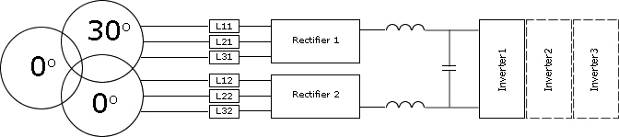 30°
0°
0°
L11
L21
L31
L12
L22
L32
Rectifier 1
Rectifier 2
Inverter1
Inverter2
Inverter3